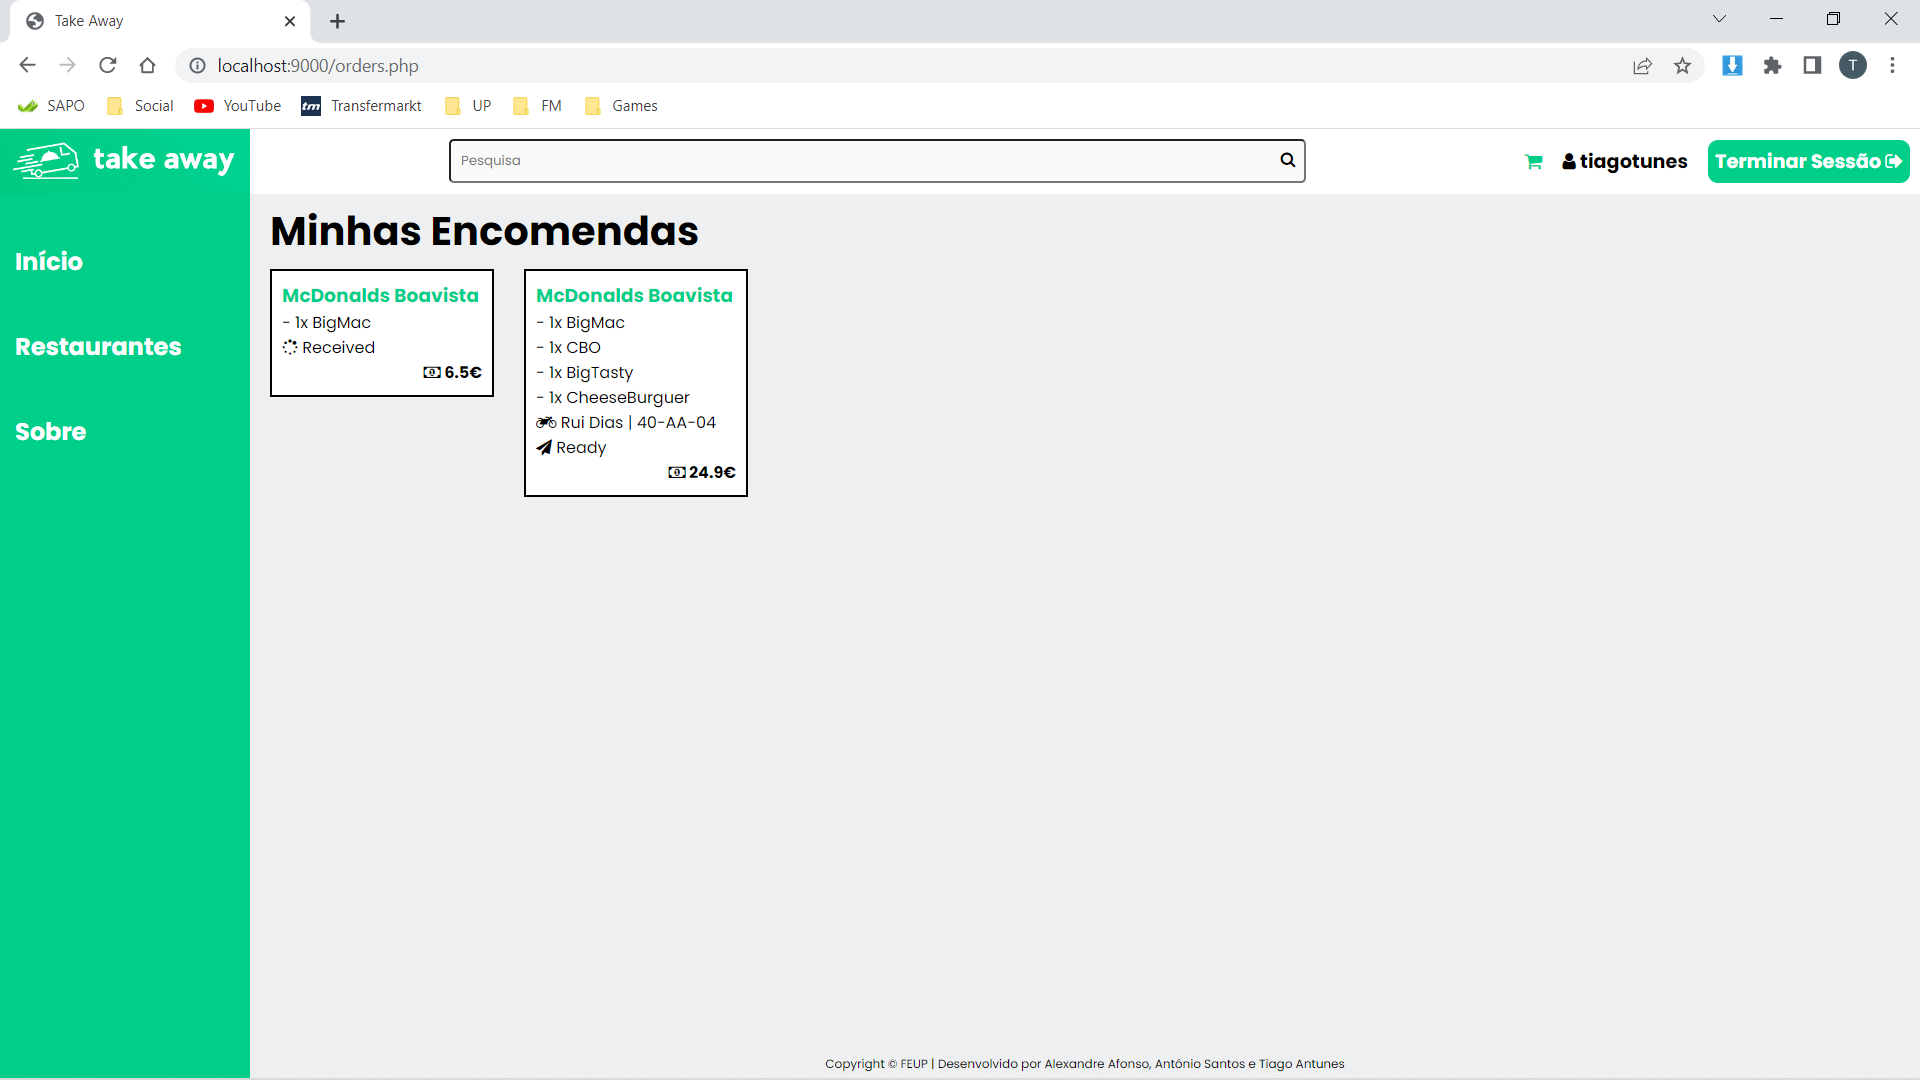 Take Away
localhost:9000/orders.php
T
SAPO
Social
YouTube
tm
Transfermarkt
UP
FM
Games
take away
Pesquisa
tiagotunes
Terminar Sessão
Início
Restaurantes
Sobre
Minhas Encomendas
McDonalds Boavista
- 1x BigMac
Received
6.5€
McDonalds Boavista
- 1x BigMac
- 1x CBO
- 1x BigTasty
- 1x CheeseBurguer
Rui Dias | 40-AA-04
Ready
24.9€
Copyright © FEUP | Desenvolvido por Alexandre Afonso, António Santos e Tiago Antunes